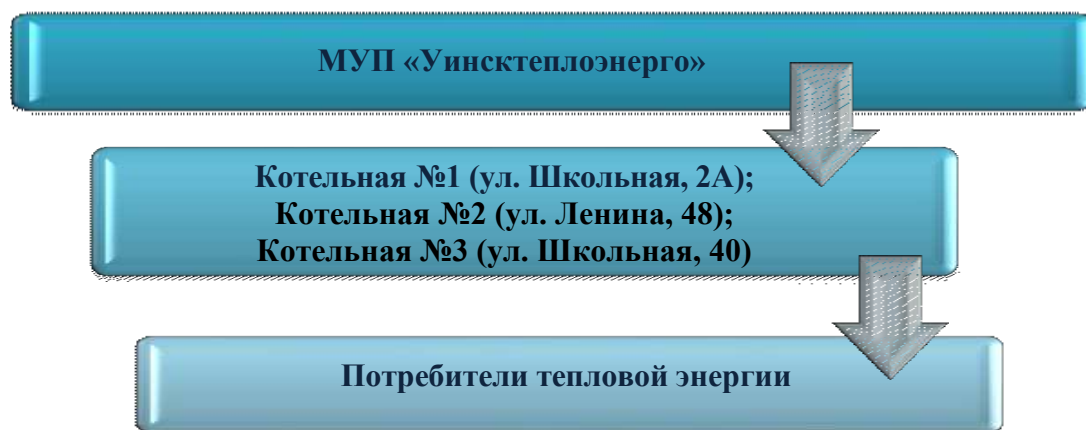 МУП «Уинсктеплоэнерго»
Котельная №1 (ул. Школьная, 2А);
Котельная №2 (ул. Ленина, 48);
Котельная №3 (ул. Школьная, 40)
Потребители тепловой энергии